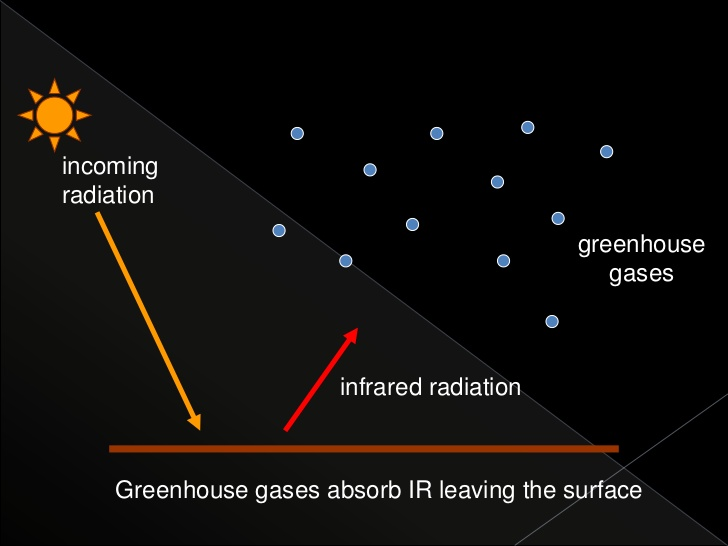 incoming
radiation
greenhouse
gases
infrared radiation
Greenhouse gases absorb IR leaving the surface